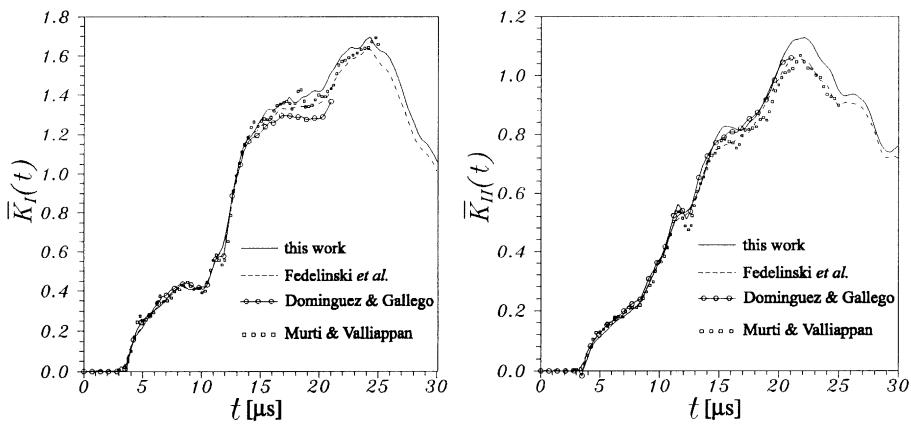 1.8
1.6
1.4
1.2
1.0
0.8
0.6
0.4
0.2
0.0
K̅_I(t)
0 5 10 15 20 25 30
t [μs]
this work
Fedelinski et al.
Dominguez & Gallego
Murti & Valliappan
1.2
1.0
0.8
0.6
0.4
0.2
0.0
K̅_II(t)
0 5 10 15 20 25 30
t [μs]
this work
Fedelinski et al.
Dominguez & Gallego
Murti & Valliappan